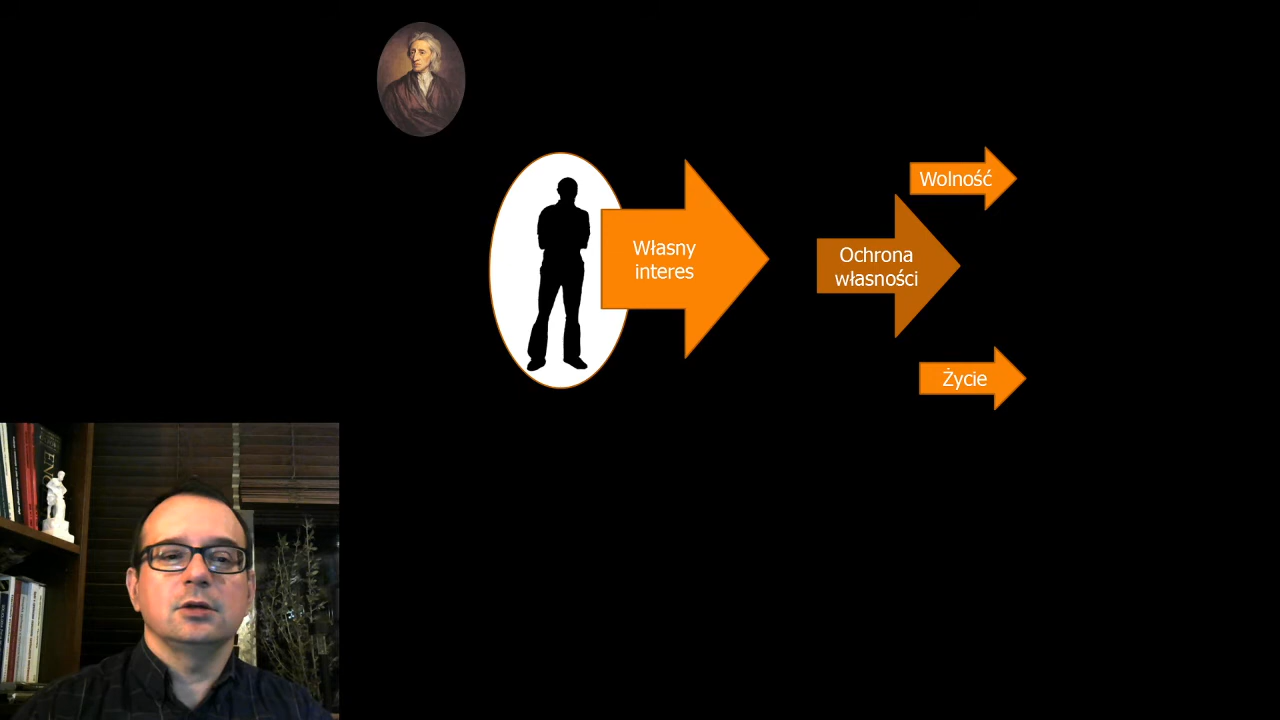 Wolność
Własny
interes
Ochrona
własności
Życie